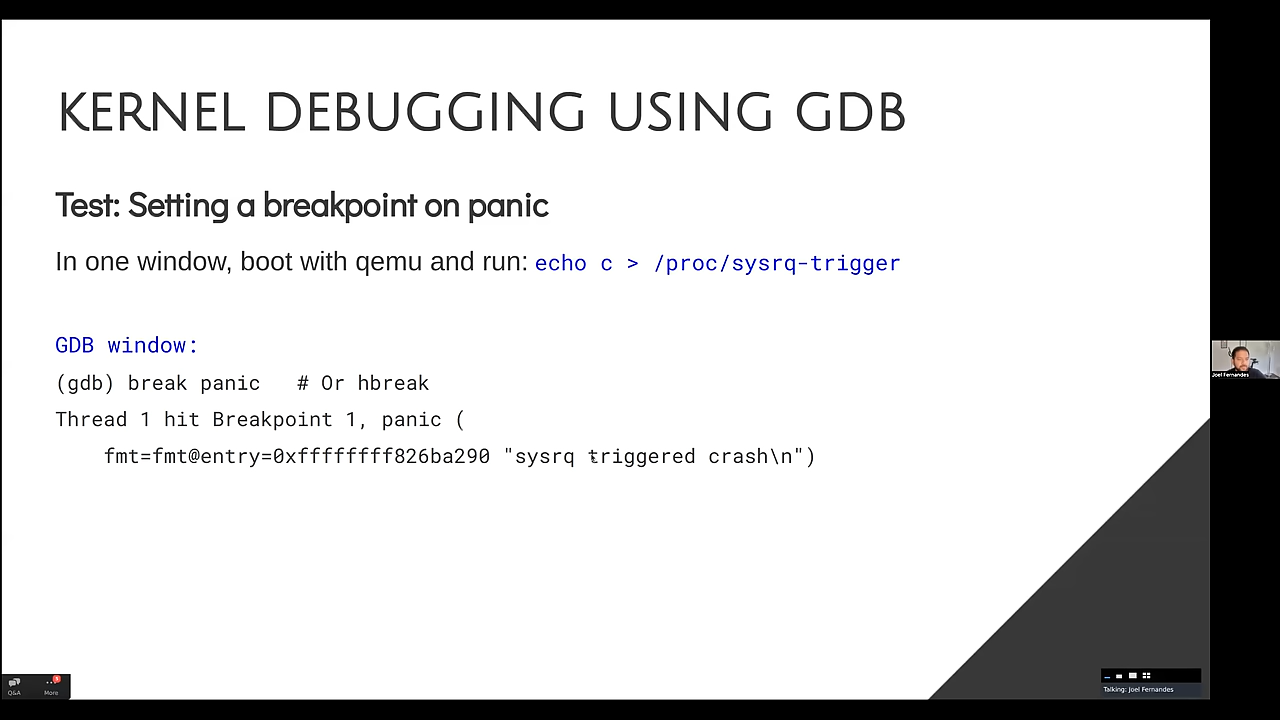 KERNEL DEBUGGING USING GDB
Test: Setting a breakpoint on panic
In one window, boot with qemu and run: echo c > /proc/sysrq-trigger
GDB window:
(gdb) break panic   # Or hbreak
Thread 1 hit Breakpoint 1, panic (
    fmt=fmt@entry=0xffffffff826ba290 "sysrq triggered crash\n")
Joel Fernandes
Q&A
More
Talking: Joel Fernandes